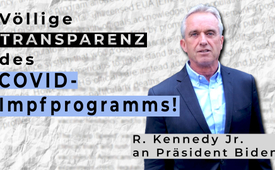 Völlige
TRANSPARENZ
des
COVID-
Impfprogramms!
R. Kennedy Jr.
an Präsident Biden